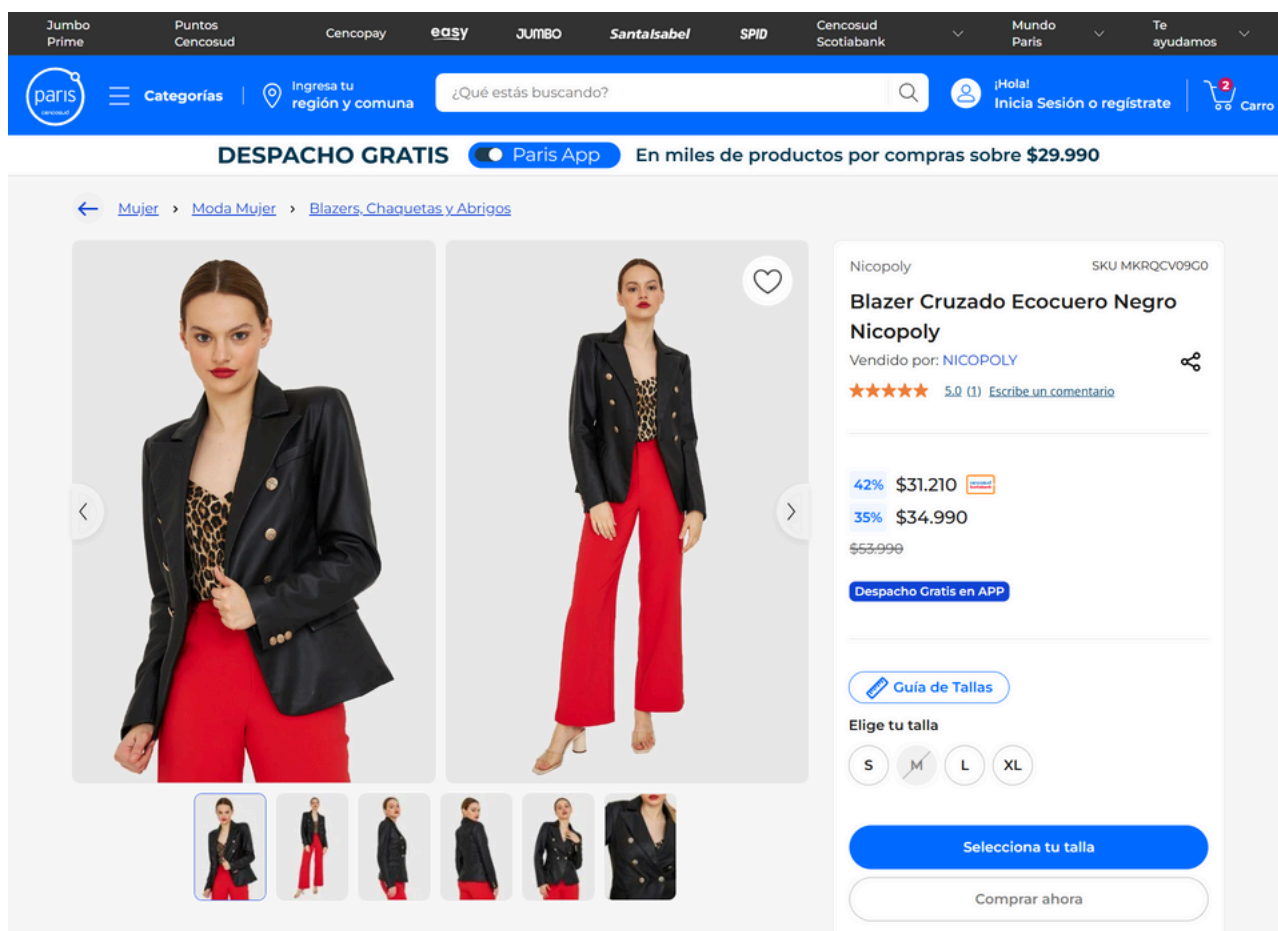 Jumbo
Prime
Puntos
Cencosud
Cencopay
easy
JUMBO
SantaIsabel
SPID
Cencosud
Scotiabank
Mundo
Paris
Te
ayudamos
paris
cencosud
Categorías
Ingresa tu
región y comuna
¿Qué estás buscando?
¡Hola!
Inicia Sesión o regístrate
2
Carro
DESPACHO GRATIS Paris App En miles de productos por compras sobre $29.990
Mujer › Moda Mujer › Blazers, Chaquetas y Abrigos
Nicopoly SKU MKRQCV09G0
Blazer Cruzado Ecocuero Negro
Nicopoly
Vendido por: NICOPOLY
5.0 (1) Escribe un comentario
42% $31.210
35% $34.990
$53.990
Despacho Gratis en APP
Guía de Tallas
Elige tu talla
S M L XL
Selecciona tu talla
Comprar ahora